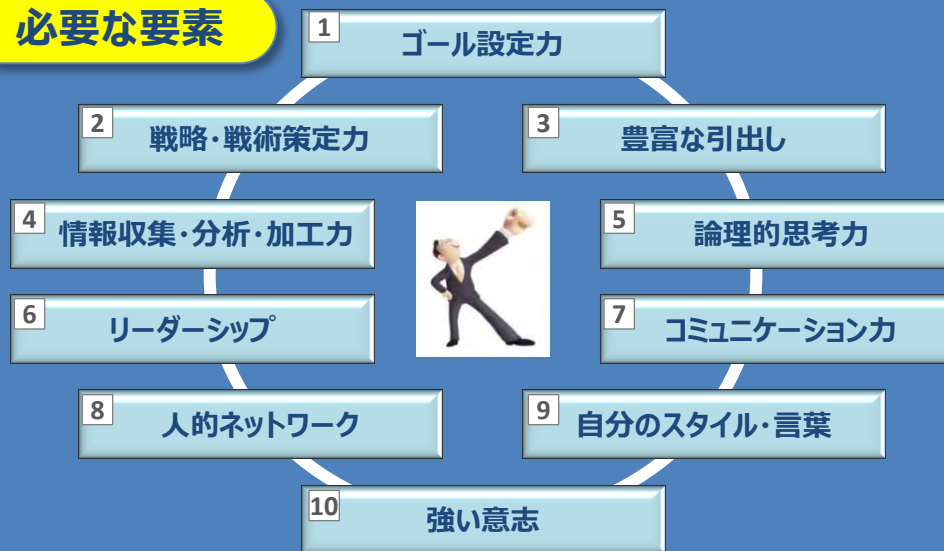 必要な要素
1
ゴール設定力
2
戦略・戦術策定力
3
豊富な引出し
4
情報収集・分析・加工力
5
論理的思考力
6
リーダーシップ
7
コミュニケーション力
8
人的ネットワーク
9
自分のスタイル・言葉
10
強い意志